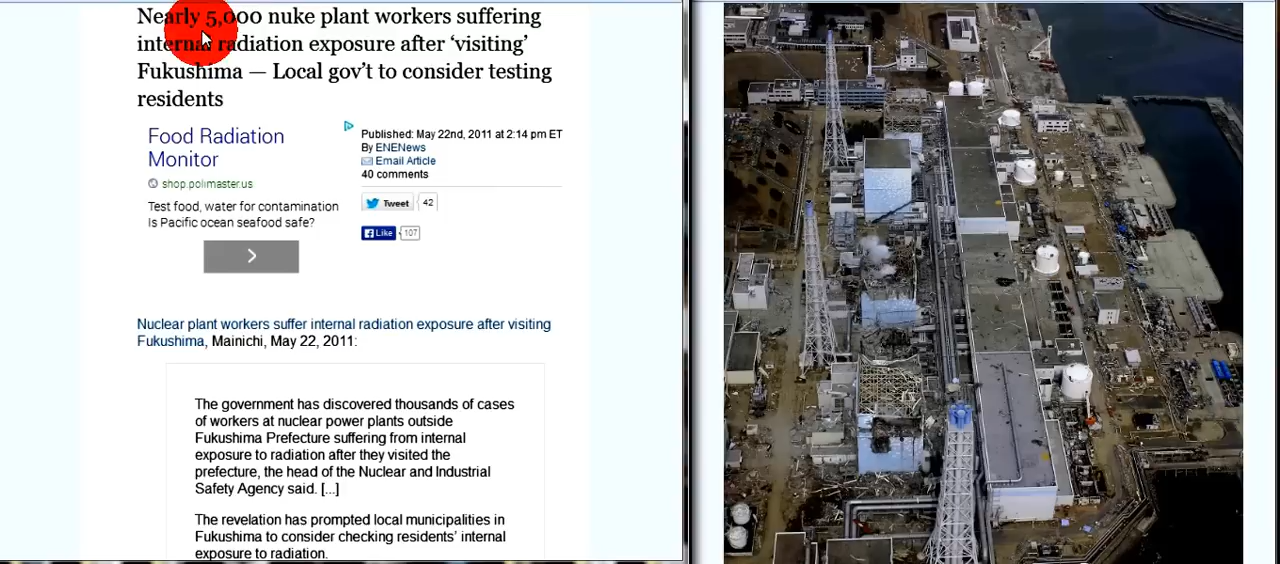 Nearly 5,000 nuke plant workers suffering
internal radiation exposure after ‘visiting’
Fukushima — Local gov’t to consider testing
residents
Food Radiation
Monitor
shop.polimaster.us
Test food, water for contamination
Is Pacific ocean seafood safe?
Published: May 22nd, 2011 at 2:14 pm ET
By ENENews
Email Article
40 comments
Tweet 42
Like 107
Nuclear plant workers suffer internal radiation exposure after visiting
Fukushima, Mainichi, May 22, 2011:
The government has discovered thousands of cases
of workers at nuclear power plants outside
Fukushima Prefecture suffering from internal
exposure to radiation after they visited the
prefecture, the head of the Nuclear and Industrial
Safety Agency said. [...]
The revelation has prompted local municipalities in
Fukushima to consider checking residents’ internal
exposure to radiation.